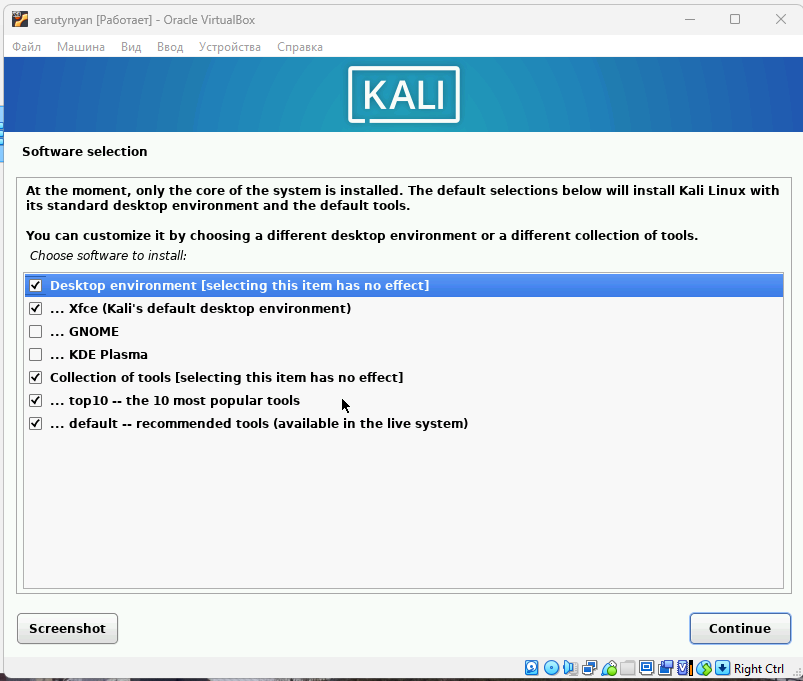 earutynyan [Работает] - Oracle VirtualBox
Файл Машина Вид Ввод Устройства Справка
KALI
Software selection
At the moment, only the core of the system is installed. The default selections below will install Kali Linux with
its standard desktop environment and the default tools.
You can customize it by choosing a different desktop environment or a different collection of tools.
Choose software to install:
Desktop environment [selecting this item has no effect]
... Xfce (Kali's default desktop environment)
... GNOME
... KDE Plasma
Collection of tools [selecting this item has no effect]
... top10 -- the 10 most popular tools
... default -- recommended tools (available in the live system)
Screenshot
Continue
Right Ctrl